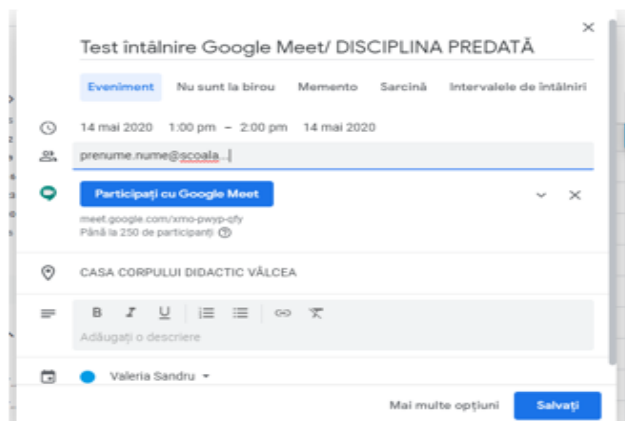 Test întâlnire Google Meet/ DISCIPLINA PREDATĂ
Eveniment Nu sunt la birou Memento Sarcină Intervalele de întâlniri
14 mai 2020 1:00 pm – 2:00 pm 14 mai 2020
prenume.nume@scoala...
Participați cu Google Meet
meet.google.com/xmo-pwyp-qfy
Până la 250 de participanți
CASA CORPULUI DIDACTIC VÂLCEA
B I U
Adăugați o descriere
Valeria Sandru
Mai multe opțiuni Salvați